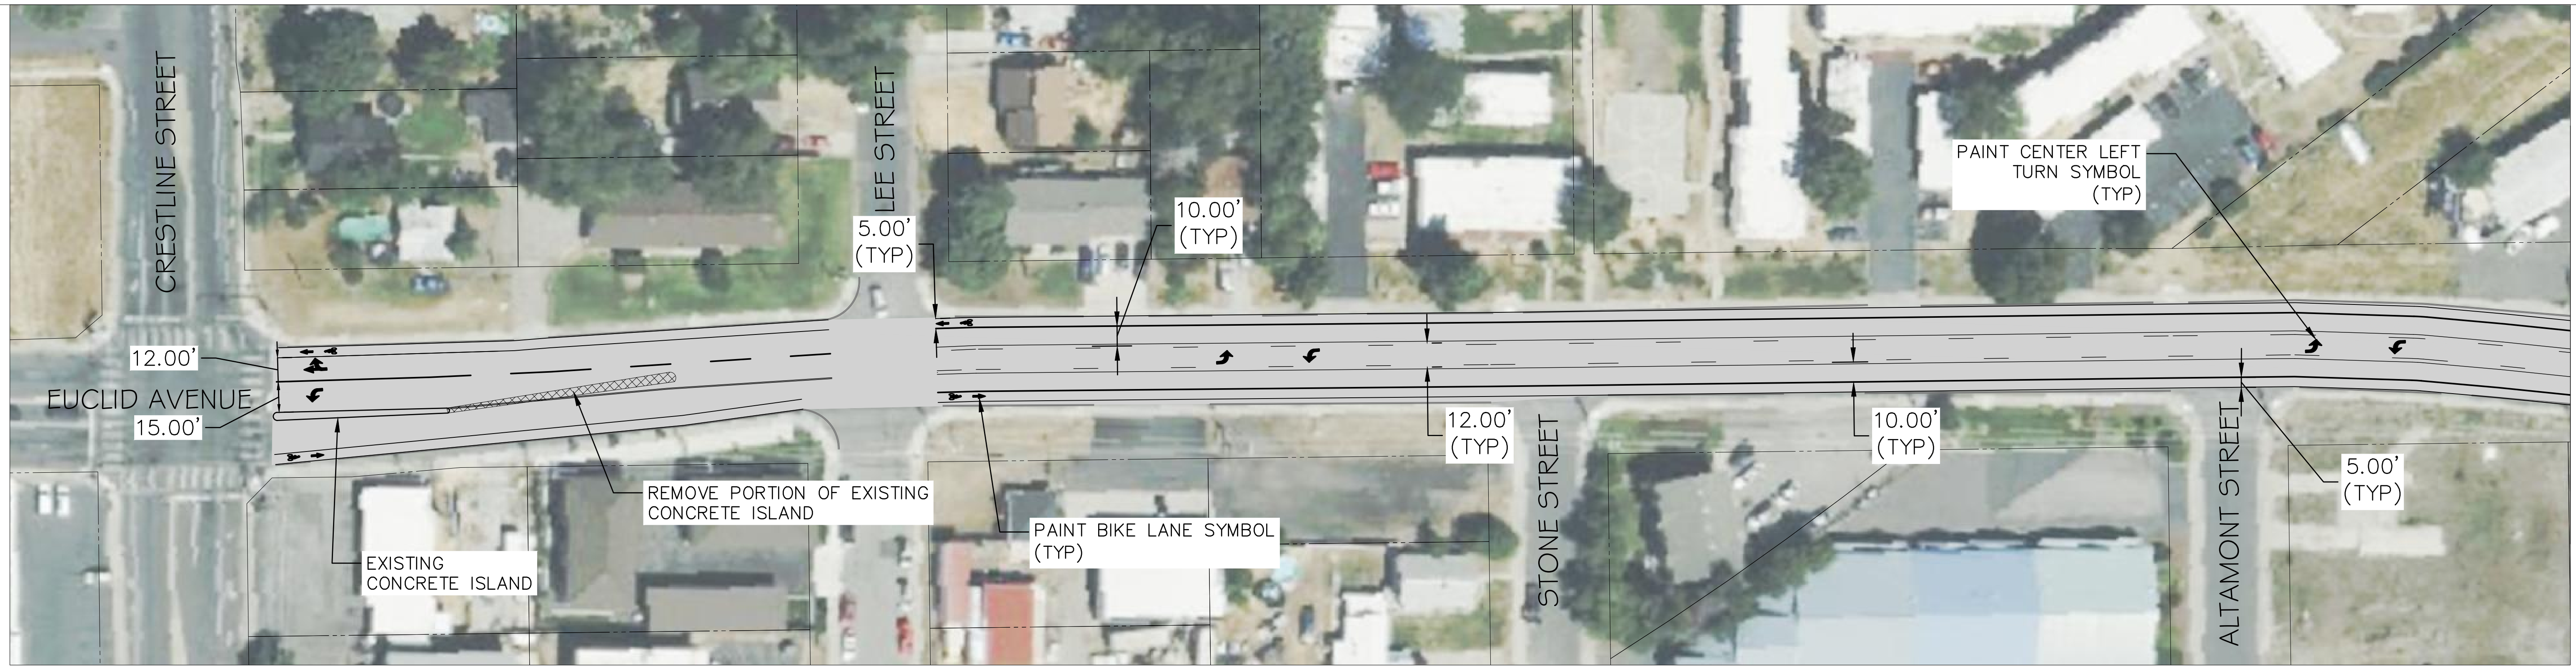 CRESTLINE STREET
LEE STREET
5.00'
(TYP)
10.00'
(TYP)
PAINT CENTER LEFT
TURN SYMBOL
(TYP)
12.00'
EUCLID AVENUE
15.00'
12.00'
(TYP)
10.00'
(TYP)
STONE STREET
ALTAMONT STREET
5.00'
(TYP)
REMOVE PORTION OF EXISTING
CONCRETE ISLAND
PAINT BIKE LANE SYMBOL
(TYP)
EXISTING
CONCRETE ISLAND